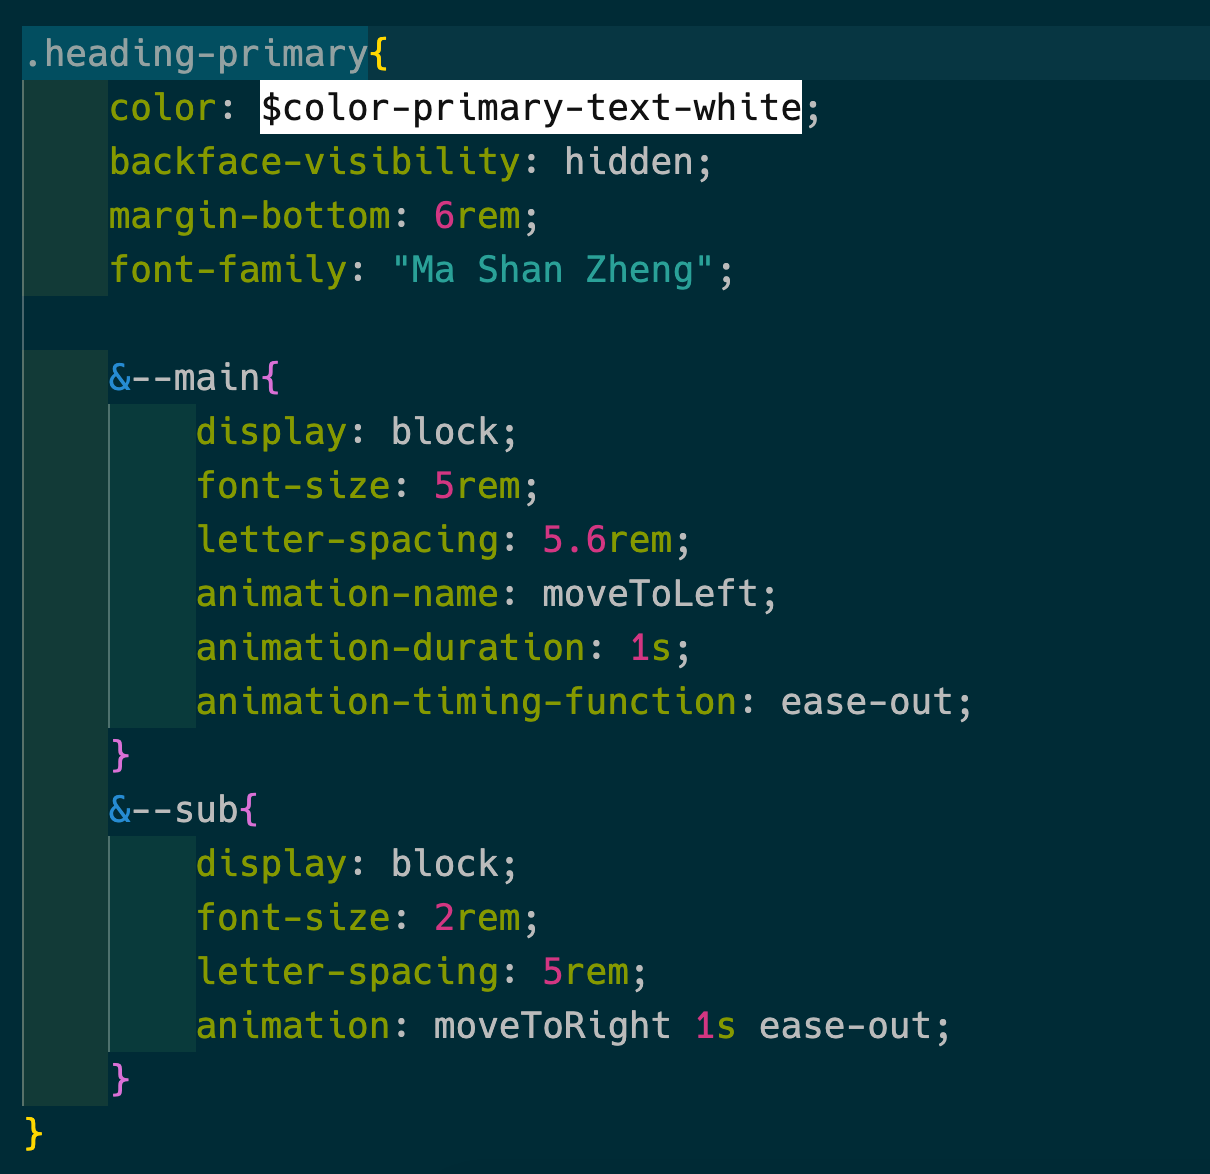 .heading-primary{
    color: $color-primary-text-white;
    backface-visibility: hidden;
    margin-bottom: 6rem;
    font-family: "Ma Shan Zheng";

    &--main{
        display: block;
        font-size: 5rem;
        letter-spacing: 5.6rem;
        animation-name: moveToLeft;
        animation-duration: 1s;
        animation-timing-function: ease-out;
    }
    &--sub{
        display: block;
        font-size: 2rem;
        letter-spacing: 5rem;
        animation: moveToRight 1s ease-out;
    }
}